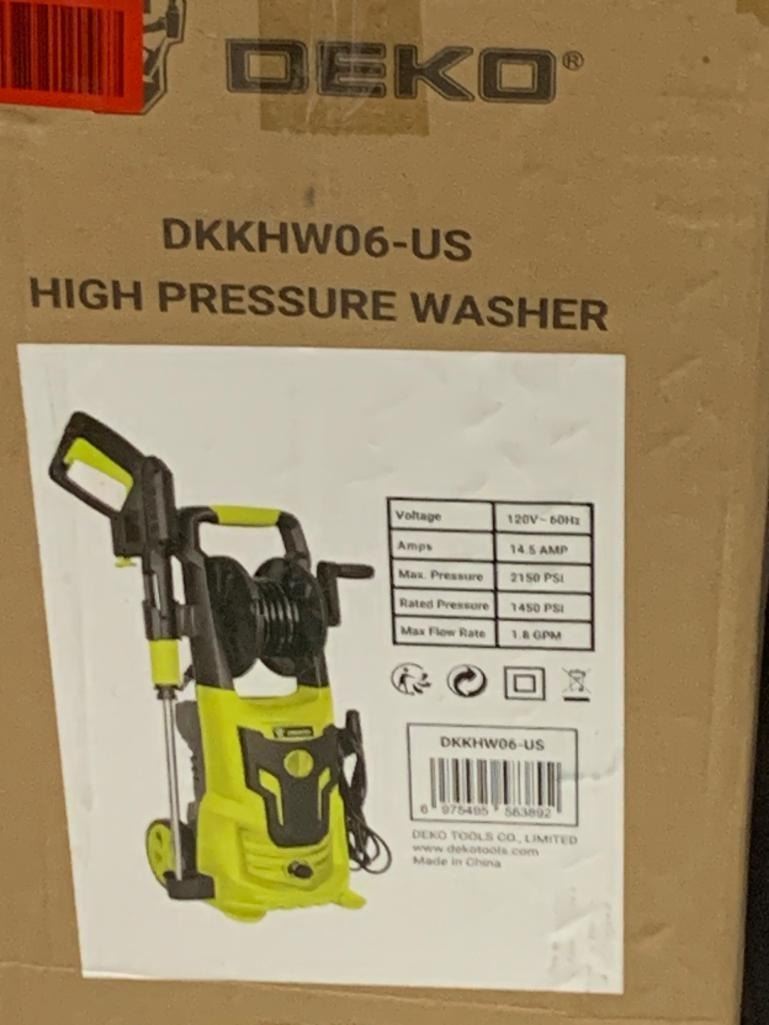 DEKO®
DKKHW06-US
HIGH PRESSURE WASHER
Voltage 120V~60Hz
Amps 14.5 AMP
Max. Pressure 2150 PSI
Rated Pressure 1450 PSI
Max Flow Rate 1.8 GPM
DKKHW06-US
6 975495 563892
DEKO TOOLS CO., LIMITED
www.dekotools.com
Made in China